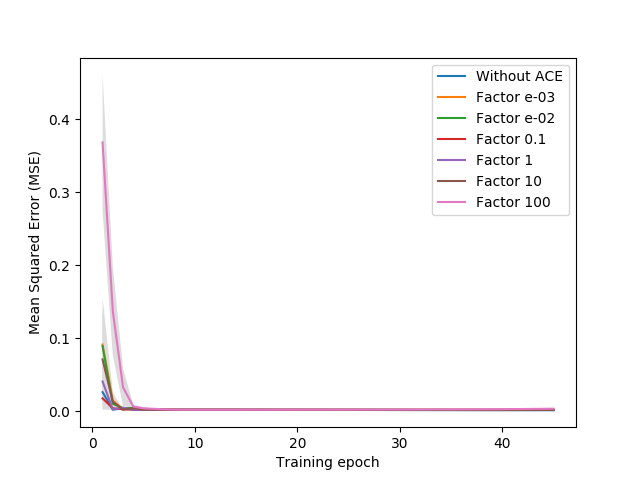 Without ACE
Factor e-03
Factor e-02
Factor 0.1
Factor 1
Factor 10
Factor 100
0.4
0.3
0.2
0.1
0.0
Mean Squared Error (MSE)
0 10 20 30 40
Training epoch